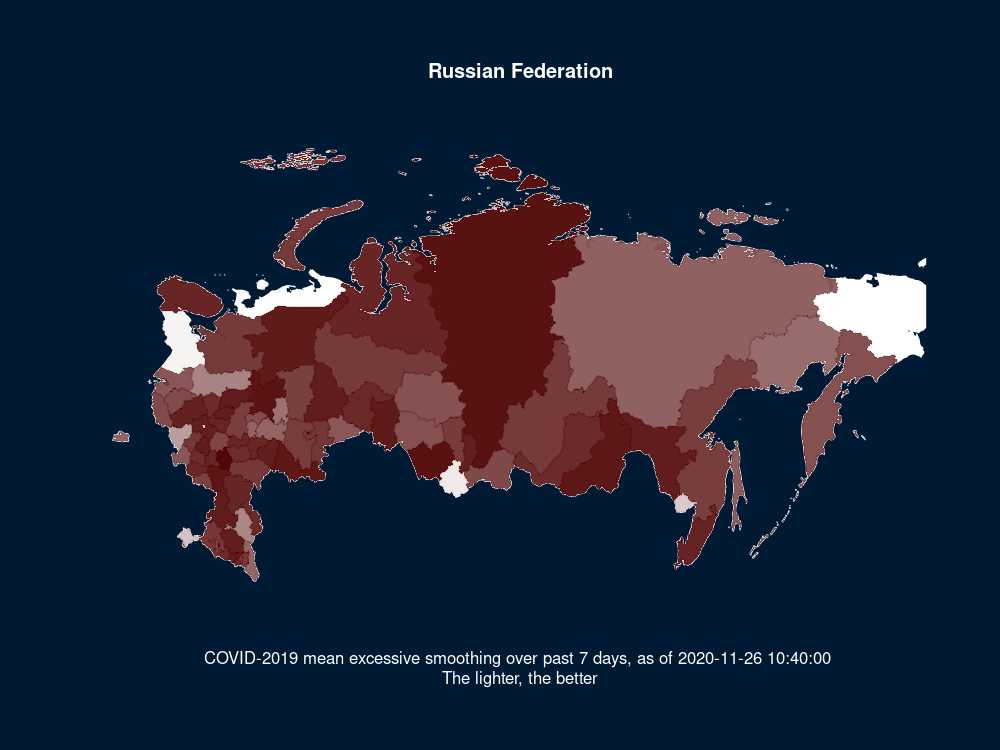 Russian Federation
COVID-2019 mean excessive smoothing over past 7 days, as of 2020-11-26 10:40:00
The lighter, the better